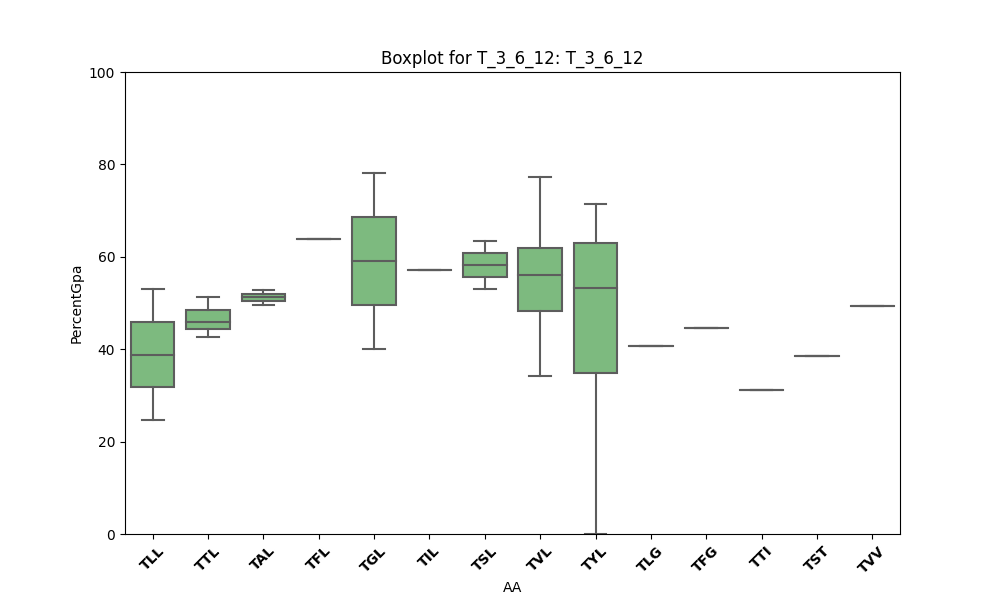 Boxplot for T_3_6_12: T_3_6_12
100
80
60
40
20
0
PercentGpa
TLL
TTL
TAL
TFL
TGL
TIL
TSL
TVL
TYL
TLG
TFG
TTI
TST
TVV
AA